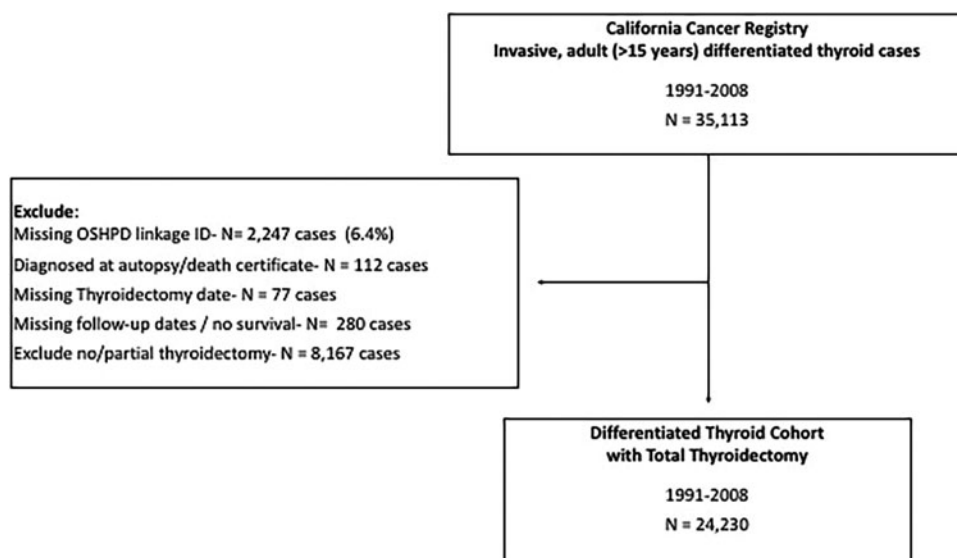 California Cancer Registry
Invasive, adult (>15 years) differentiated thyroid cases
1991-2008
N = 35,113
Exclude:
Missing OSHPD linkage ID- N= 2,247 cases  (6.4%)
Diagnosed at autopsy/death certificate- N = 112 cases
Missing Thyroidectomy date- N = 77 cases
Missing follow-up dates / no survival- N=  280 cases
Exclude no/partial thyroidectomy- N = 8,167 cases
Differentiated Thyroid Cohort
with Total Thyroidectomy
1991-2008
N = 24,230